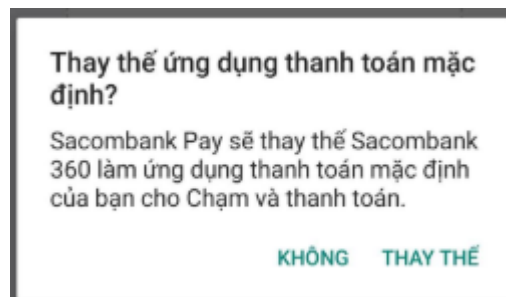 Thay thế ứng dụng thanh toán mặc
định?
Sacombank Pay sẽ thay thế Sacombank
360 làm ứng dụng thanh toán mặc định
của bạn cho Chạm và thanh toán.
KHÔNG THAY THẾ